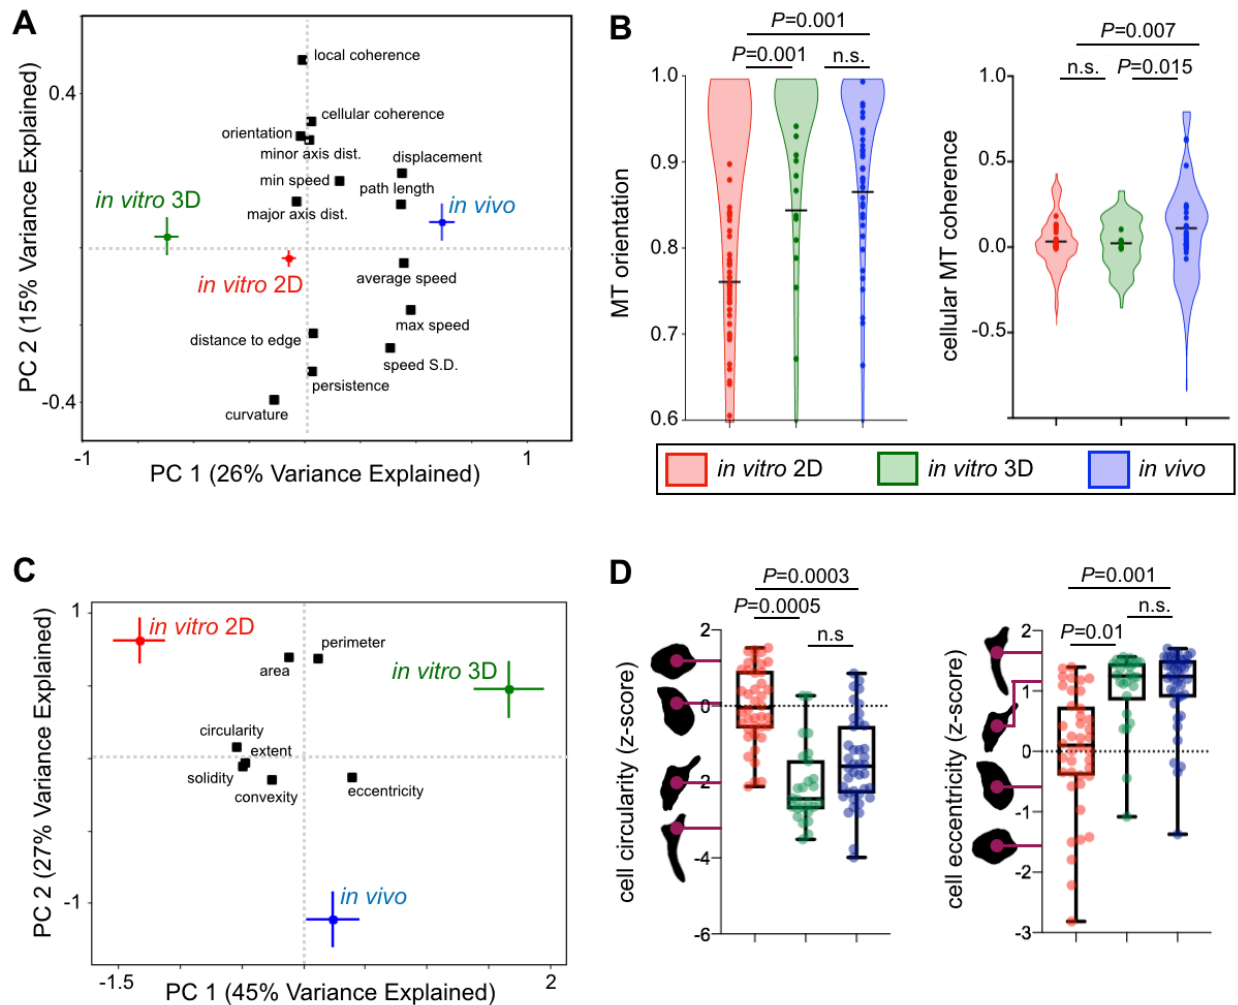 A
PC 2 (15% Variance Explained)
0.4
-0.4
local coherence
cellular coherence
orientation
minor axis dist.
displacement
min speed
path length
in vitro 3D
major axis dist.
in vivo
in vitro 2D
average speed
max speed
distance to edge
speed S.D.
persistence
curvature
-1
1
PC 1 (26% Variance Explained)
B
P=0.001
P=0.001
n.s.
MT orientation
1.0
0.9
0.8
0.7
0.6
P=0.007
n.s.
P=0.015
cellular MT coherence
1.0
0.5
0.0
-0.5
in vitro 2D
in vitro 3D
in vivo
C
PC 2 (27% Variance Explained)
1
-1
in vitro 2D
perimeter
area
in vitro 3D
circularity
extent
solidity
convexity
eccentricity
in vivo
-1.5
2
PC 1 (45% Variance Explained)
D
P=0.0003
P=0.0005
n.s
cell circularity (z-score)
2
0
2
-4
-6
P=0.001
n.s.
P=0.01
cell eccentricity (z-score)
2
1
0
-1
-2
-3